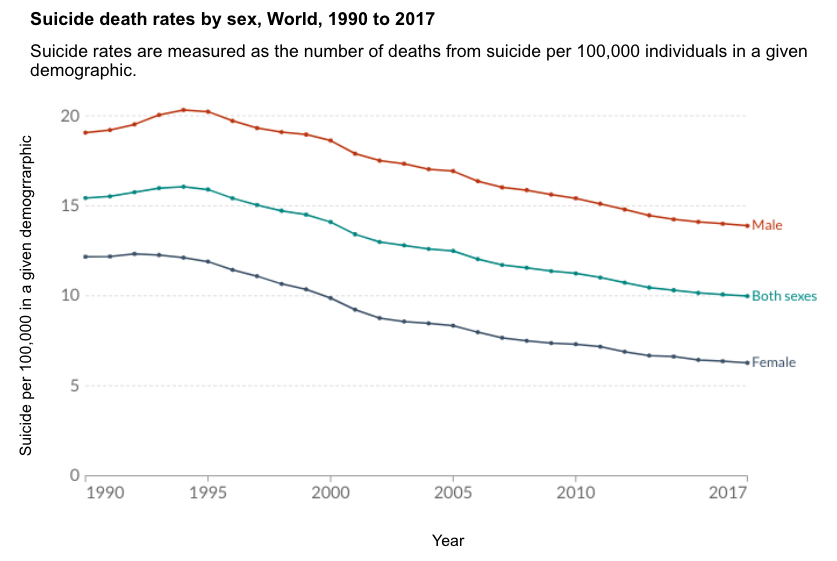 Suicide death rates by sex, World, 1990 to 2017
Suicide rates are measured as the number of deaths from suicide per 100,000 individuals in a given
demographic.
Suicide per 100,000 in a given demogrrarphic
20
15
10
5
0
Male
Both sexes
Female
1990 1995 2000 2005 2010 2017
Year